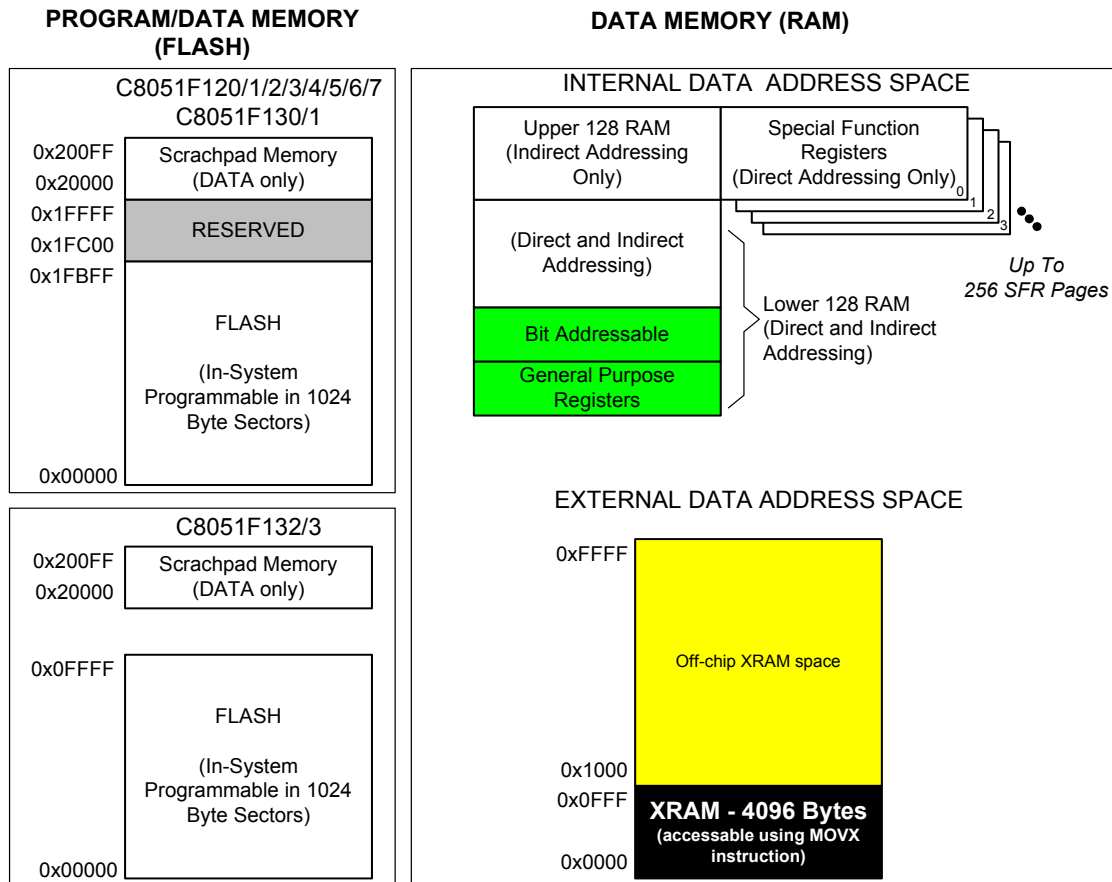 PROGRAM/DATA MEMORY
(FLASH)
C8051F120/1/2/3/4/5/6/7
C8051F130/1
0x200FF
0x20000
Scrachpad Memory
(DATA only)
0x1FFFF
0x1FC00
RESERVED
0x1FBFF
FLASH
(In-System
Programmable in 1024
Byte Sectors)
0x00000
C8051F132/3
0x200FF
0x20000
Scrachpad Memory
(DATA only)
0x0FFFF
FLASH
(In-System
Programmable in 1024
Byte Sectors)
0x00000
DATA MEMORY (RAM)
INTERNAL DATA ADDRESS SPACE
Upper 128 RAM
(Indirect Addressing
Only)
Special Function
Registers
(Direct Addressing Only)
0
1
2
3
Up To
256 SFR Pages
(Direct and Indirect
Addressing)
Bit Addressable
General Purpose
Registers
Lower 128 RAM
(Direct and Indirect
Addressing)
EXTERNAL DATA ADDRESS SPACE
0xFFFF
Off-chip XRAM space
0x1000
0x0FFF
XRAM - 4096 Bytes
(accessable using MOVX
instruction)
0x0000